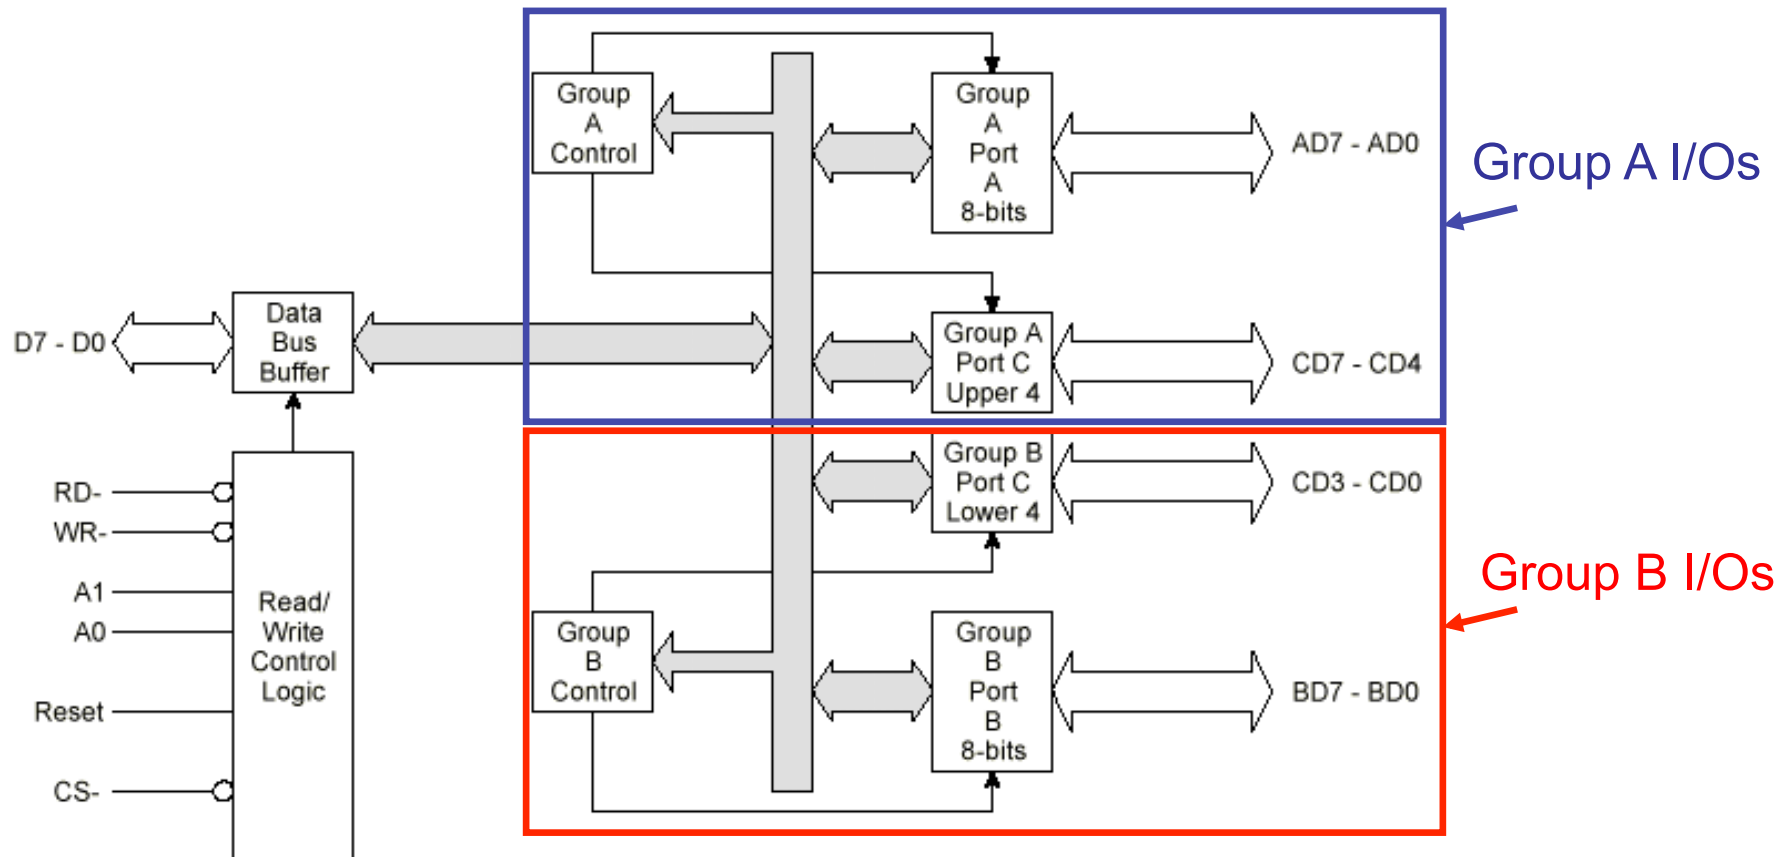 Group
A
Control
Group
A
Port
A
8-bits
AD7 - AD0
Group A I/Os
D7 - D0
Data
Bus
Buffer
Group A
Port C
Upper 4
CD7 - CD4
Group B
Port C
Lower 4
CD3 - CD0
RD-
WR-
A1
A0
Reset
CS-
Read/
Write
Control
Logic
Group B I/Os
Group
B
Control
Group
B
Port
B
8-bits
BD7 - BD0